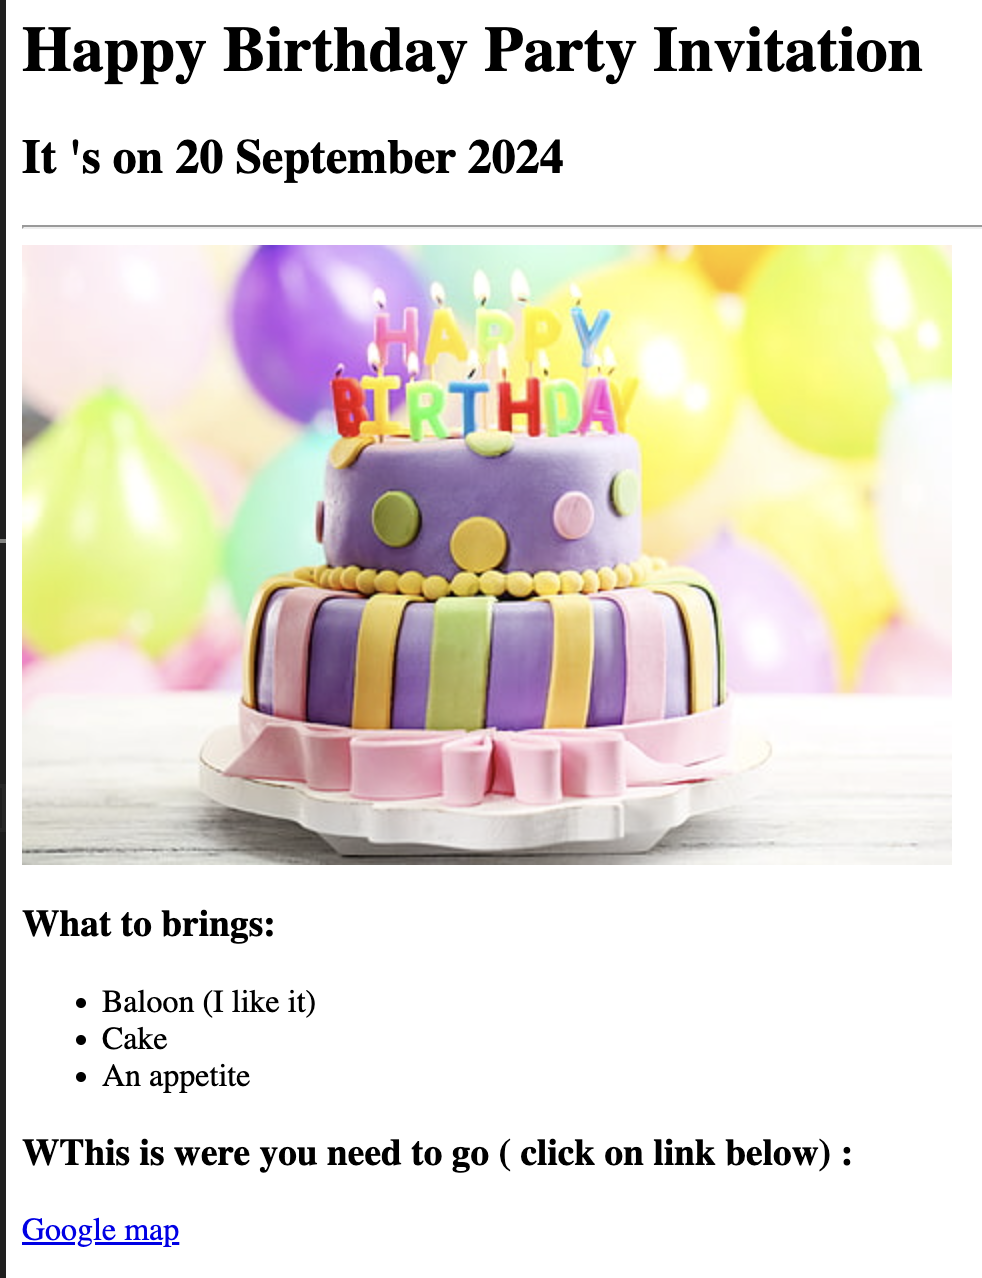 Happy Birthday Party Invitation
It 's on 20 September 2024
HAPPY
BIRTHDAY
What to brings:
Baloon (I like it)
Cake
An appetite
WThis is were you need to go ( click on link below) :
Google map